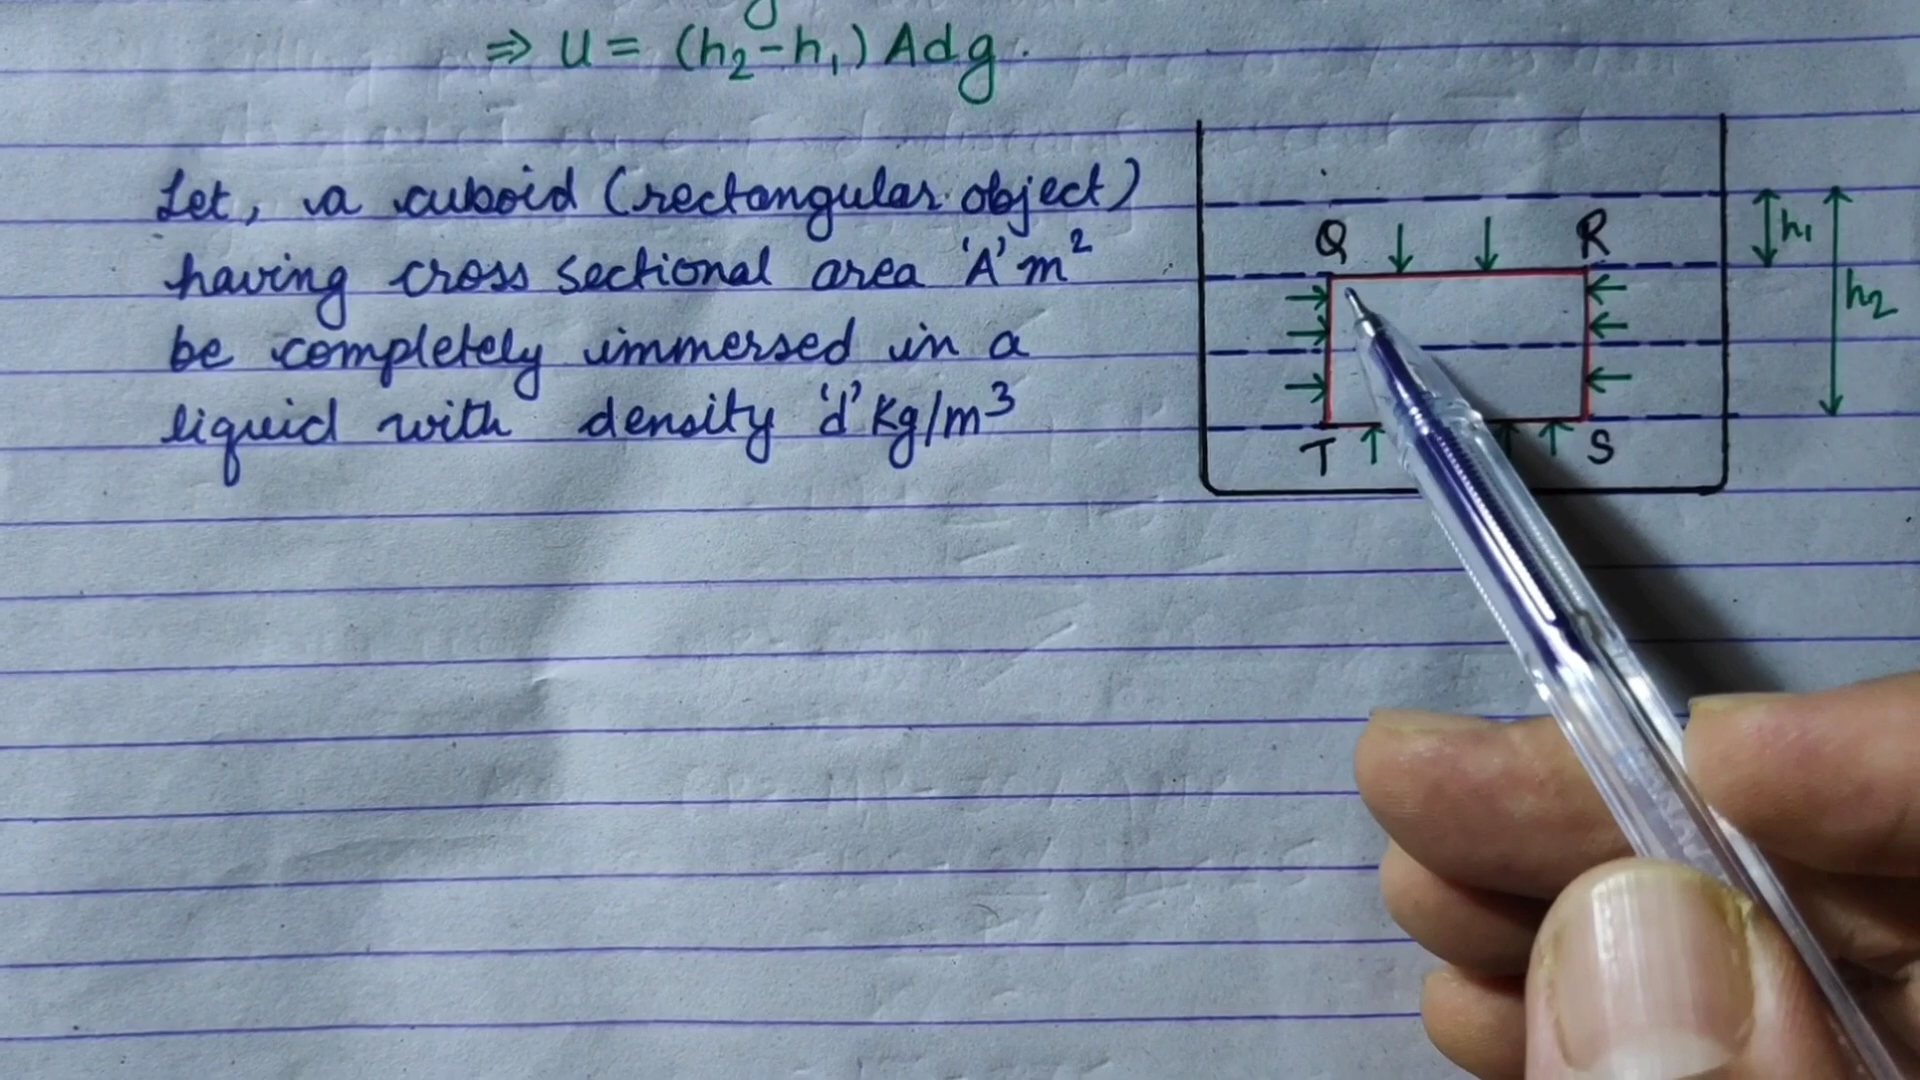 ⇒ U = (h₂-h₁) Adg.
Let, a cuboid (rectangular object)
having cross sectional area 'A' m²
be completely immersed in a
liquid with density 'd' Kg/m³
Q R
h₁
h₂
T S